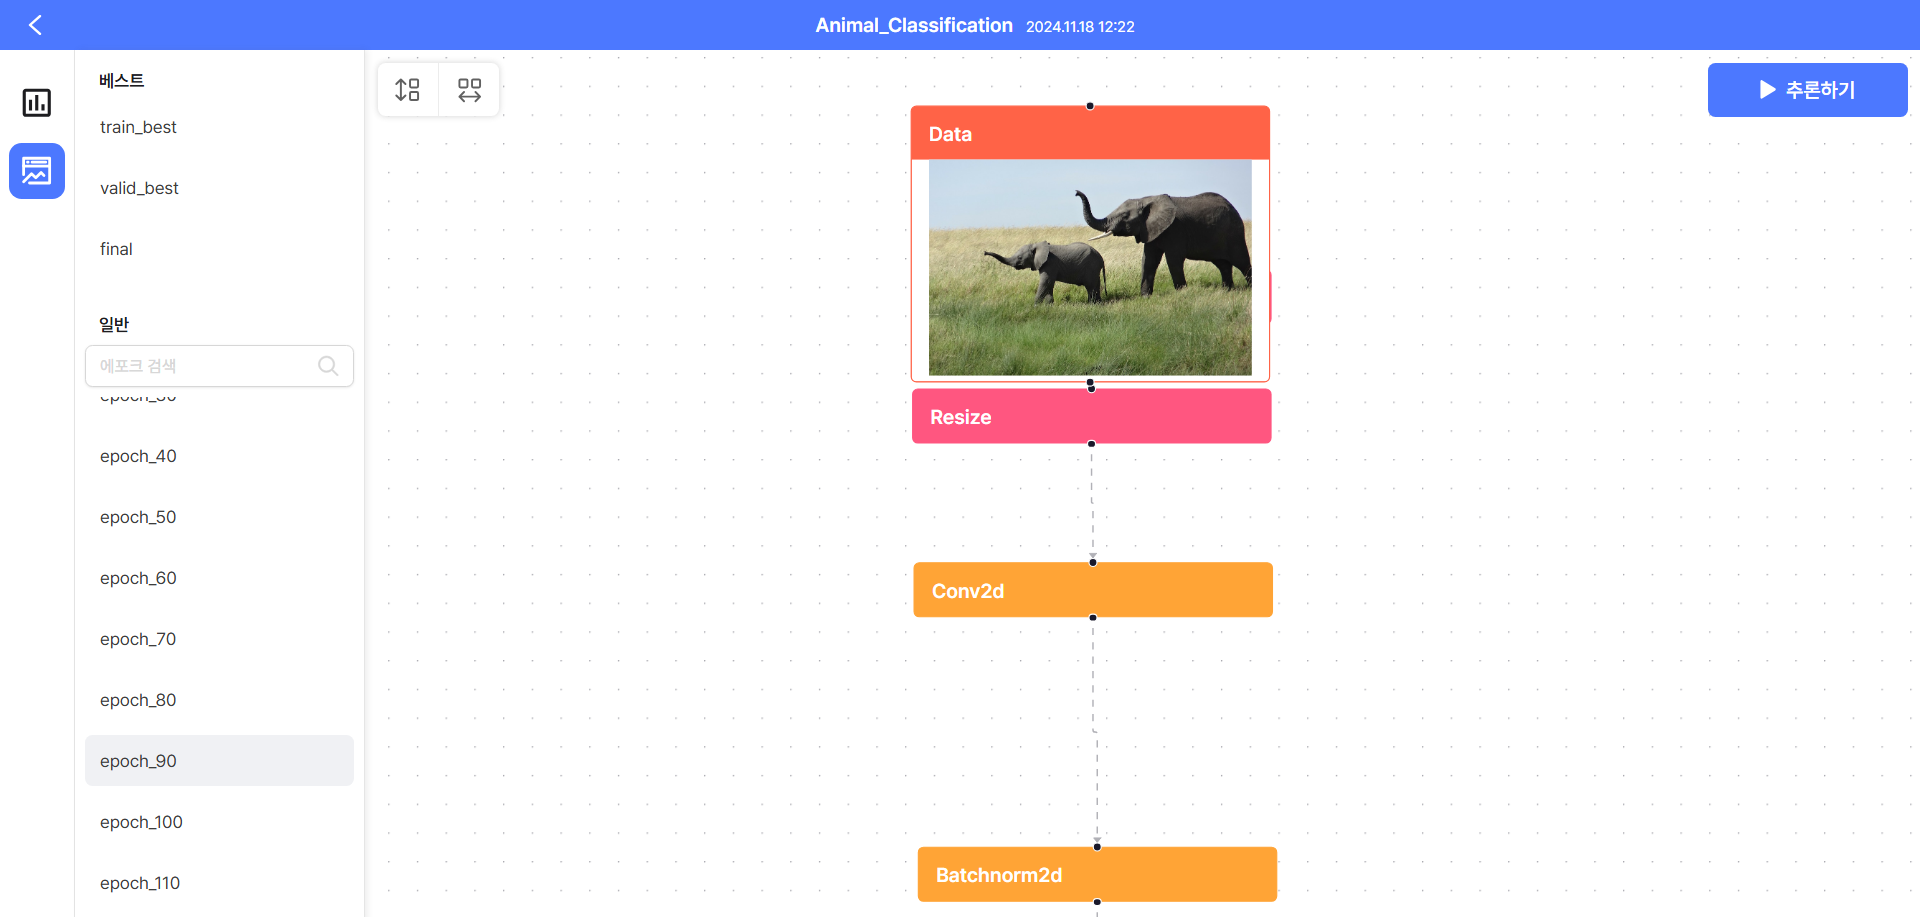 Animal_Classification 2024.11.18 12:22
베스트
train_best
valid_best
final
일반
에포크 검색
epoch_30
epoch_40
epoch_50
epoch_60
epoch_70
epoch_80
epoch_90
epoch_100
epoch_110
추론하기
Data
Resize
Conv2d
Batchnorm2d